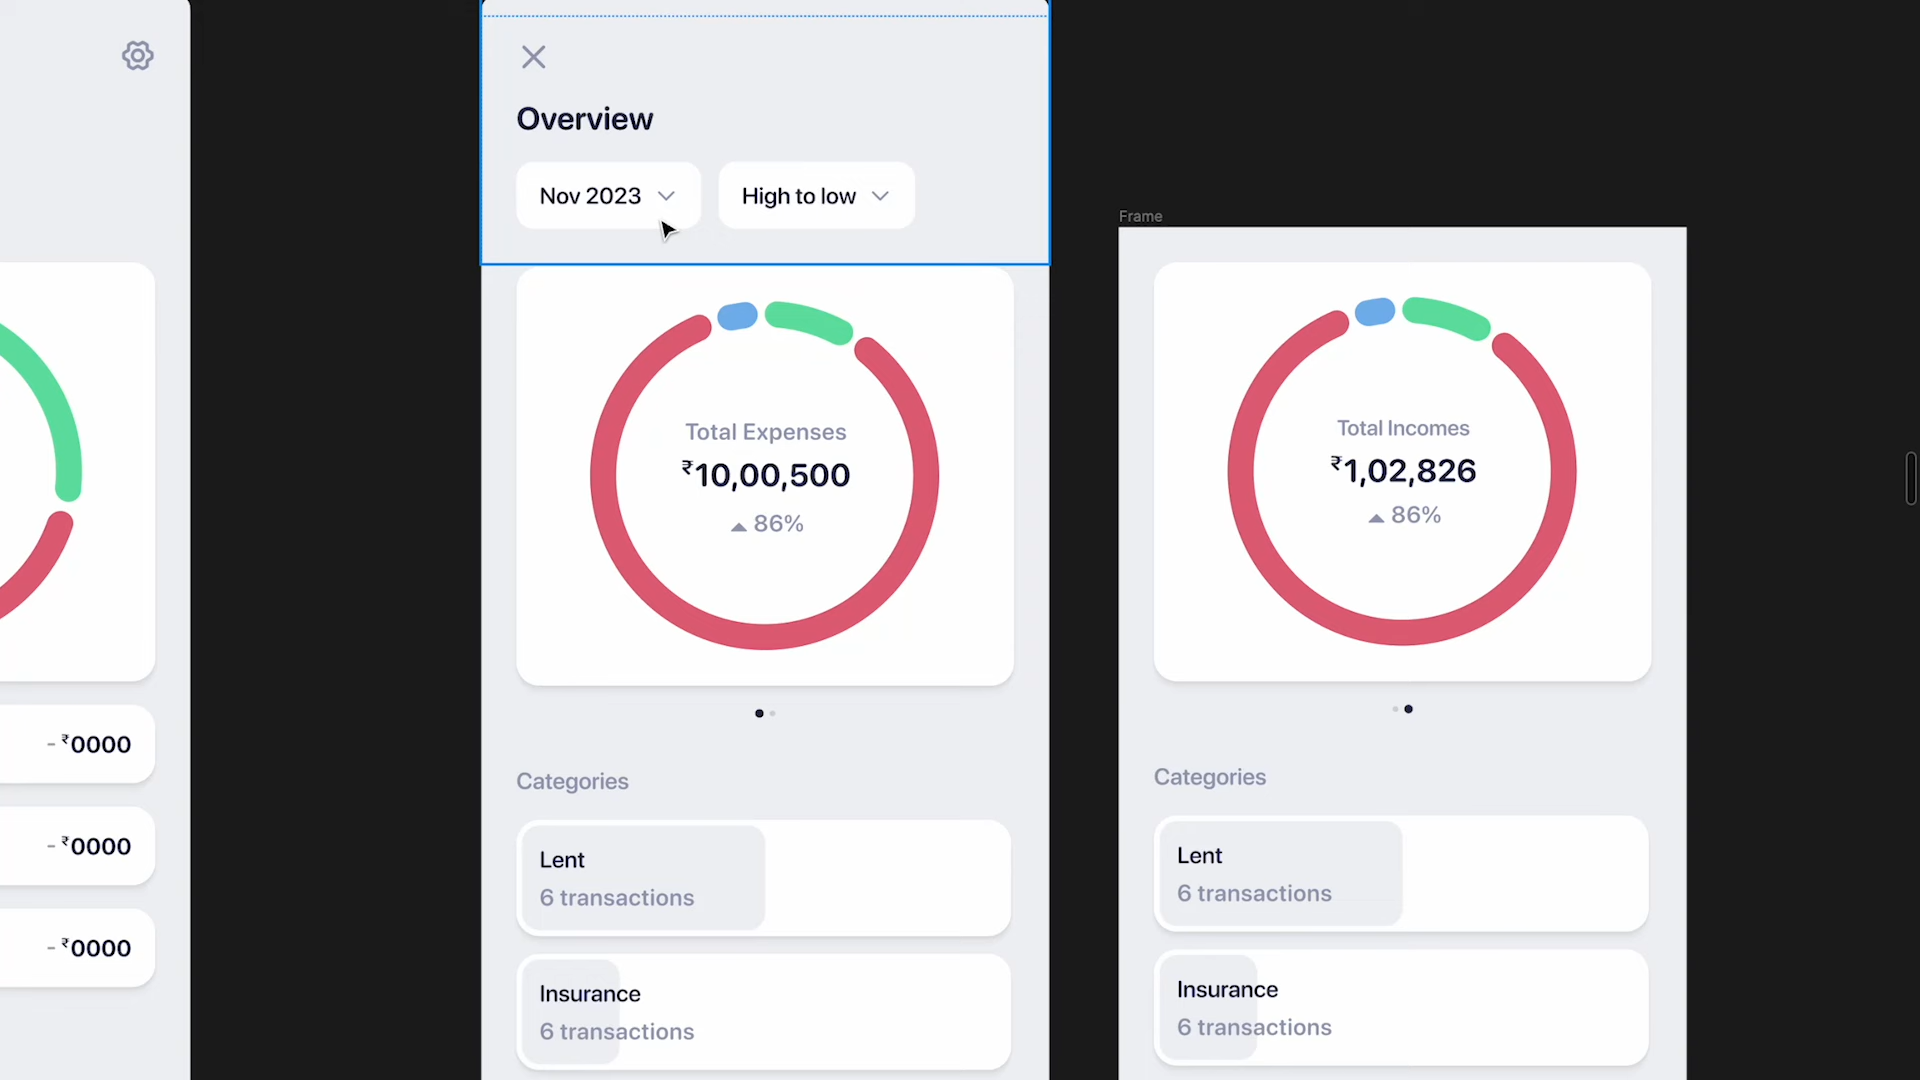 Overview
Nov 2023
High to low
Total Expenses
₹10,00,500
86%
Categories
Lent
6 transactions
Insurance
6 transactions
Frame
Total Incomes
₹1,02,826
86%
Categories
Lent
6 transactions
Insurance
6 transactions
- ₹0000
- ₹0000
- ₹0000